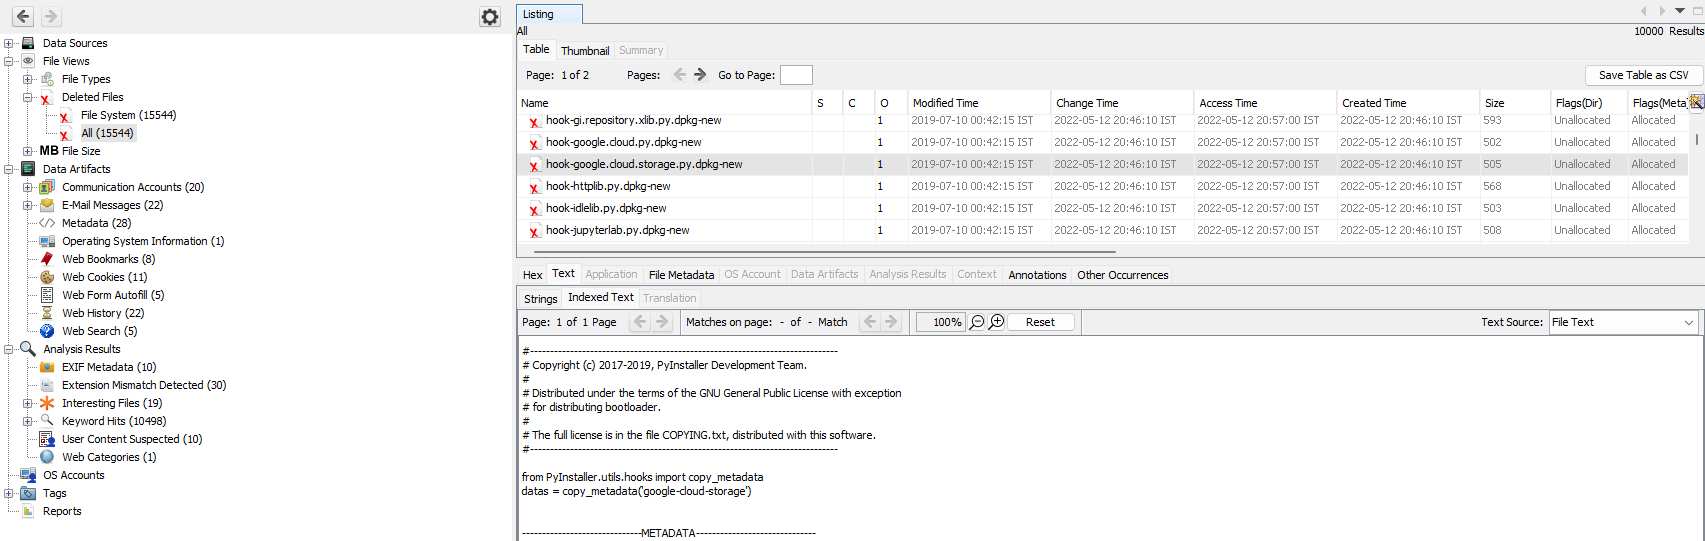 Data Sources
File Views
File Types
Deleted Files
File System (15544)
All (15544)
MB File Size
Data Artifacts
Communication Accounts (20)
E-Mail Messages (22)
Metadata (28)
Operating System Information (1)
Web Bookmarks (8)
Web Cookies (11)
Web Form Autofill (5)
Web History (22)
Web Search (5)
Analysis Results
EXIF Metadata (10)
Extension Mismatch Detected (30)
Interesting Files (19)
Keyword Hits (10498)
User Content Suspected (10)
Web Categories (1)
OS Accounts
Tags
Reports
Listing
All 10000 Results
Table Thumbnail Summary
Page: 1 of 2 Pages: Go to Page: Save Table as CSV
Name S C O Modified Time Change Time Access Time Created Time Size Flags(Dir) Flags(Meta)
hook-gi.repository.xlib.py.dpkg-new 1 2019-07-10 00:42:15 IST 2022-05-12 20:46:10 IST 2022-05-12 20:57:00 IST 2022-05-12 20:46:10 IST 593 Unallocated Allocated
hook-google.cloud.py.dpkg-new 1 2019-07-10 00:42:15 IST 2022-05-12 20:46:10 IST 2022-05-12 20:57:00 IST 2022-05-12 20:46:10 IST 502 Unallocated Allocated
hook-google.cloud.storage.py.dpkg-new 1 2019-07-10 00:42:15 IST 2022-05-12 20:46:10 IST 2022-05-12 20:57:00 IST 2022-05-12 20:46:10 IST 505 Unallocated Allocated
hook-httplib.py.dpkg-new 1 2019-07-10 00:42:15 IST 2022-05-12 20:46:10 IST 2022-05-12 20:57:00 IST 2022-05-12 20:46:10 IST 568 Unallocated Allocated
hook-idlelib.py.dpkg-new 1 2019-07-10 00:42:15 IST 2022-05-12 20:46:10 IST 2022-05-12 20:57:00 IST 2022-05-12 20:46:10 IST 503 Unallocated Allocated
hook-jupyterlab.py.dpkg-new 1 2019-07-10 00:42:15 IST 2022-05-12 20:46:10 IST 2022-05-12 20:57:00 IST 2022-05-12 20:46:10 IST 508 Unallocated Allocated
Hex Text Application File Metadata OS Account Data Artifacts Analysis Results Context Annotations Other Occurrences
Strings Indexed Text Translation
Page: 1 of 1 Page Matches on page: - of - Match 100% Reset Text Source: File Text
#-----------------------------------------------------------------------------
# Copyright (c) 2017-2019, PyInstaller Development Team.
#
# Distributed under the terms of the GNU General Public License with exception
# for distributing bootloader.
#
# The full license is in the file COPYING.txt, distributed with this software.
#-----------------------------------------------------------------------------
from PyInstaller.utils.hooks import copy_metadata
datas = copy_metadata('google-cloud-storage')
------------------------------METADATA------------------------------